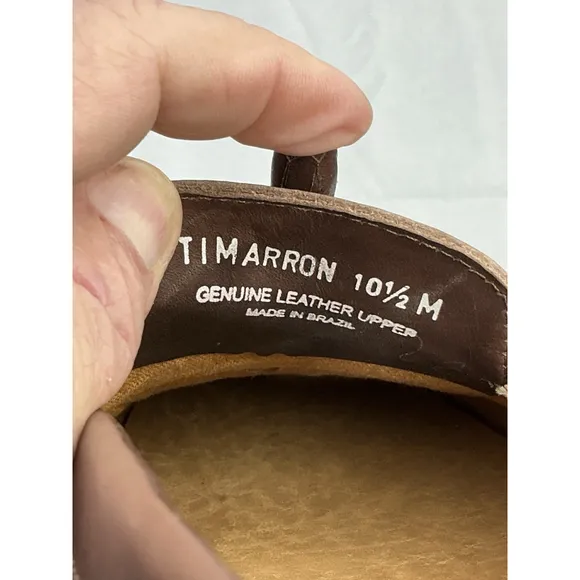 TIMARRON 10½ M
GENUINE LEATHER UPPER
MADE IN BRAZIL